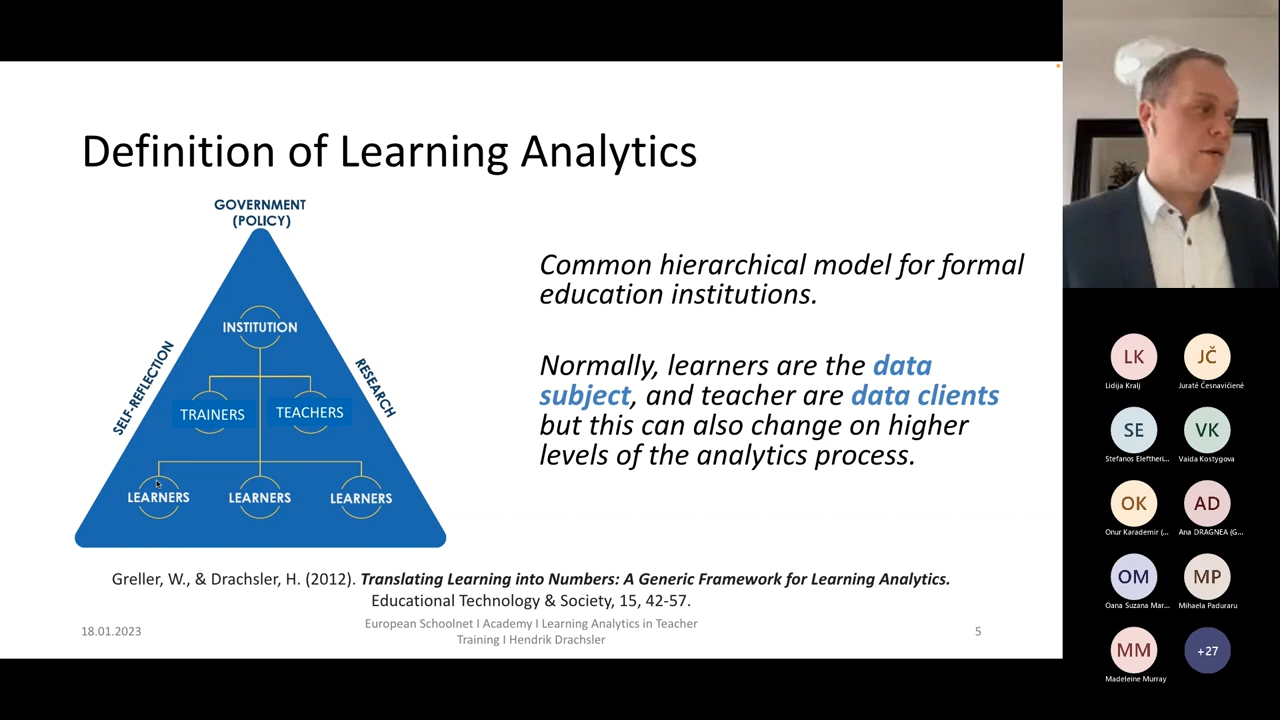 Definition of Learning Analytics
GOVERNMENT
(POLICY)
SELF-REFLECTION
RESEARCH
INSTITUTION
TRAINERS
TEACHERS
LEARNERS
LEARNERS
LEARNERS
Common hierarchical model for formal
education institutions.
Normally, learners are the data
subject, and teacher are data clients
but this can also change on higher
levels of the analytics process.
Greller, W., & Drachsler, H. (2012). Translating Learning into Numbers: A Generic Framework for Learning Analytics.
Educational Technology & Society, 15, 42-57.
18.01.2023
European Schoolnet I Academy I Learning Analytics in Teacher
Training I Hendrik Drachsler
5
LK
Lidija Kralj
JČ
Juratė Česnavičienė
SE
Stefanos Eleftheri...
VK
Vaida Kostygova
OK
Onur Karademir (...
AD
Ana DRAGNEA (G...
OM
Oana Suzana Mar...
MP
Mihaela Paduraru
MM
Madeleine Murray
+27